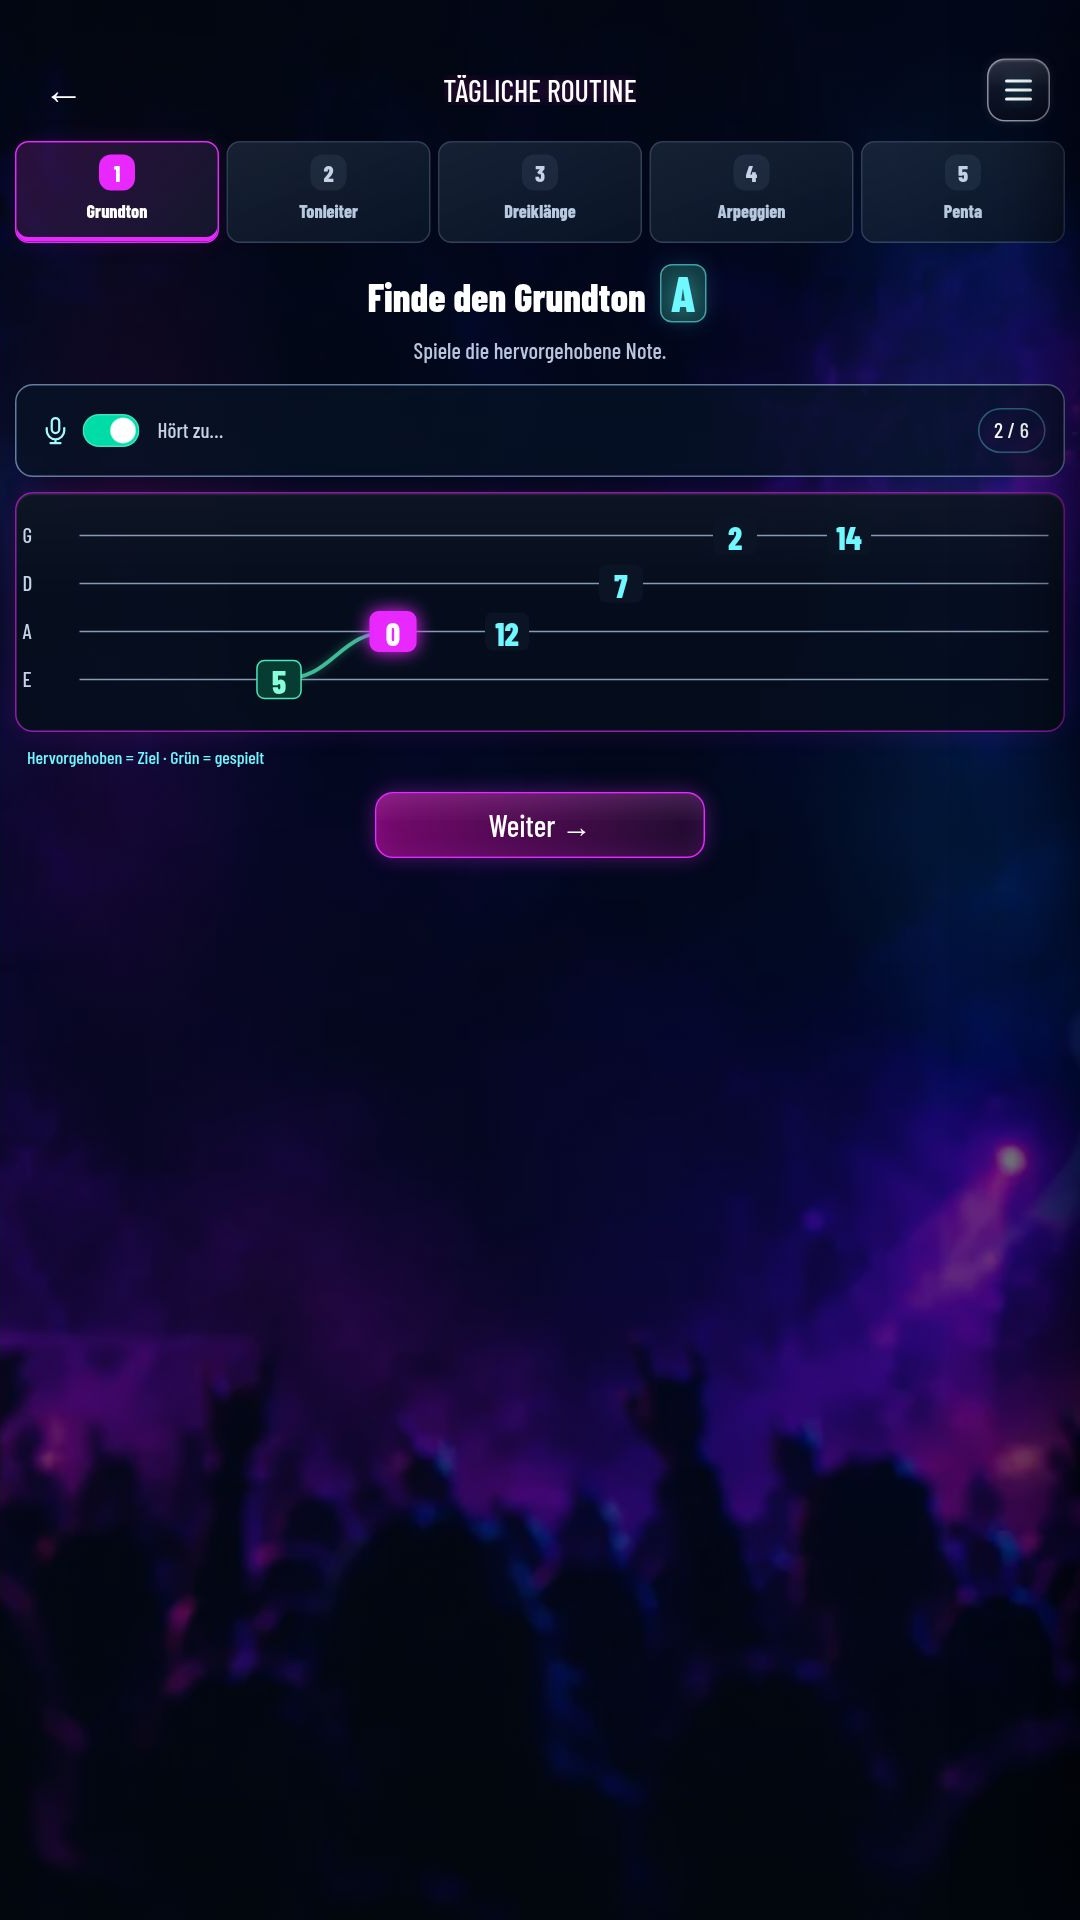 ←
TÄGLICHE ROUTINE
1 2 3 4 5
Grundton Tonleiter Dreiklänge Arpeggien Penta
Finde den Grundton A
Spiele die hervorgehobene Note.
Hört zu... 2 / 6
G 2 14
D 7
A 0 12
E 5
Hervorgehoben = Ziel · Grün = gespielt
Weiter →